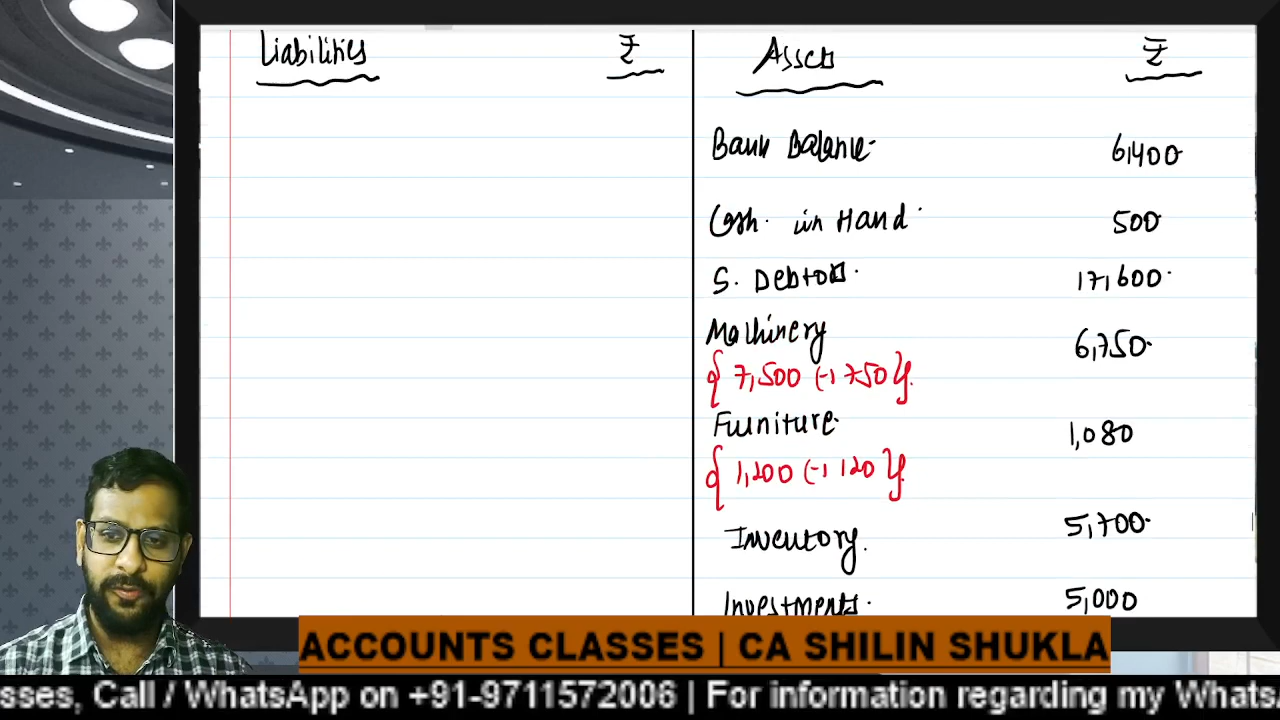 Liabilities ₹ Assets ₹
Bank Balance 6,400
Cash in Hand 500
S. Debtors 17,600
Machinery 6,750
{ 7,500 (-) 750 }
Furniture 1,080
{ 1,200 (-) 120 }
Inventory 5,700
Investments 5,000
ACCOUNTS CLASSES | CA SHILIN SHUKLA
sses, Call / WhatsApp on +91-9711572006 | For information regarding my Whats